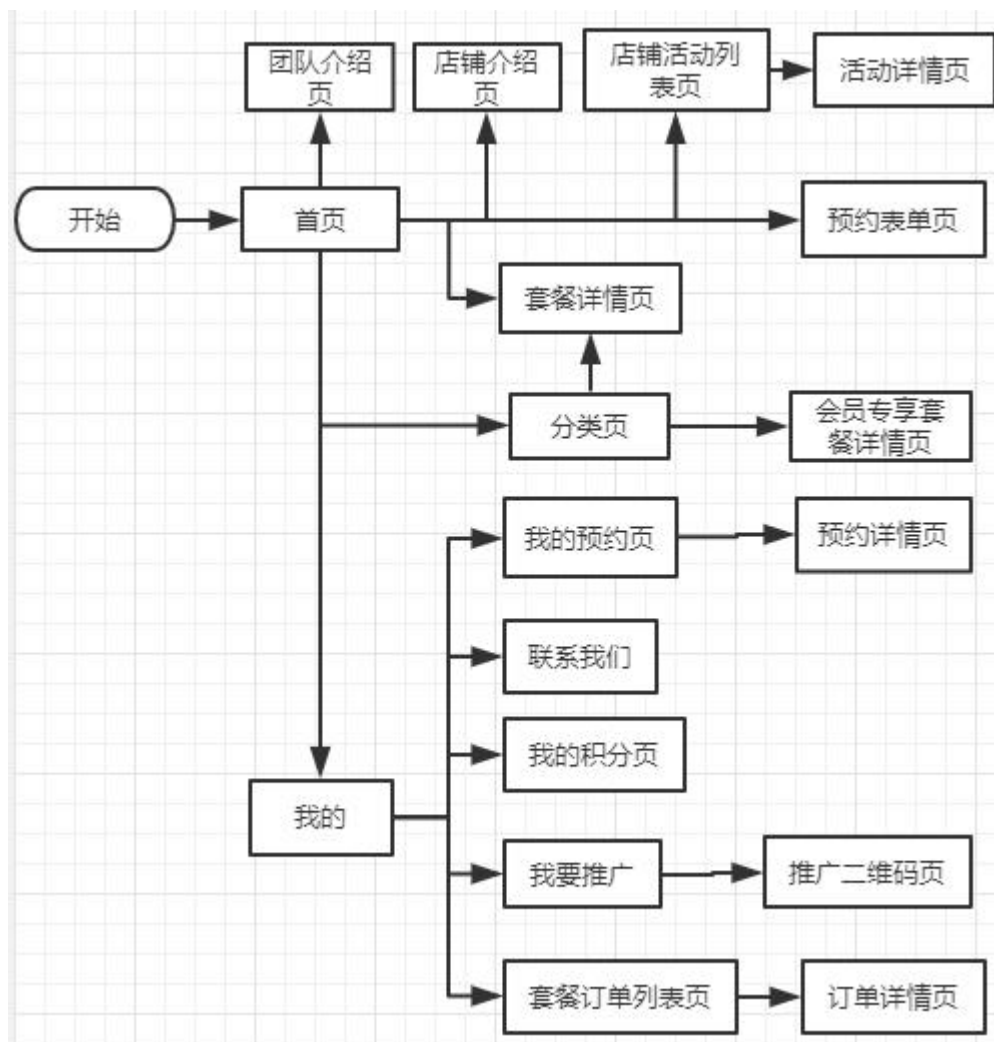 团队介绍
页
店铺介绍
页
店铺活动列
表页
活动详情页
开始
首页
预约表单页
套餐详情页
分类页
会员专享套
餐详情页
我的预约页
预约详情页
联系我们
我的积分页
我的
我要推广
推广二维码页
套餐订单列表页
订单详情页